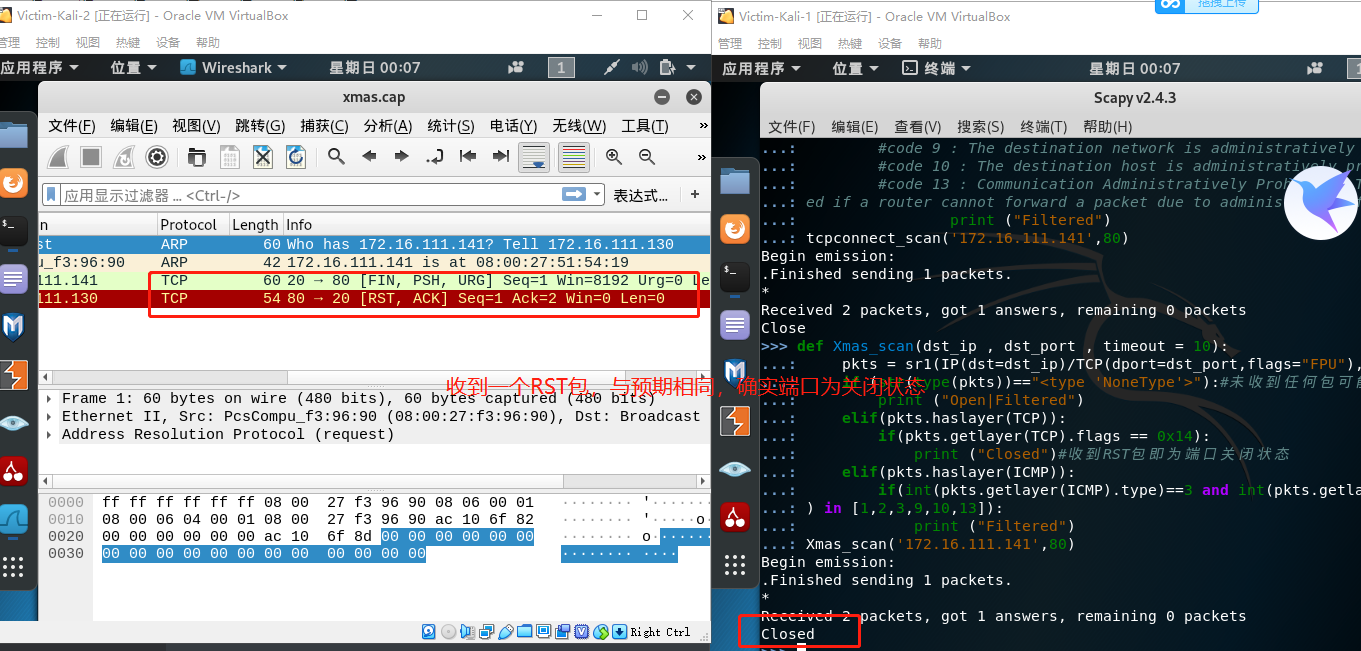 Victim-Kali-2 [正在运行] - Oracle VM VirtualBox
管理 控制 视图 热键 设备 帮助
应用程序 位置 Wireshark 星期日 00:07 1
xmas.cap
文件(F) 编辑(E) 视图(V) 跳转(G) 捕获(C) 分析(A) 统计(S) 电话(Y) 无线(W) 工具(T) »
应用显示过滤器 … <Ctrl-/> 表达式… +
n Protocol Length Info
st ARP 60 Who has 172.16.111.141? Tell 172.16.111.130
u_f3:96:90 ARP 42 172.16.111.141 is at 08:00:27:51:54:19
111.141 TCP 60 20 → 80 [FIN, PSH, URG] Seq=1 Win=8192 Urg=0 Le
111.130 TCP 54 80 → 20 [RST, ACK] Seq=1 Ack=2 Win=0 Len=0
收到一个RST包，与预期相同，确实端口为关闭状态
Frame 1: 60 bytes on wire (480 bits), 60 bytes captured (480 bits)
Ethernet II, Src: PcsCompu_f3:96:90 (08:00:27:f3:96:90), Dst: Broadcast
Address Resolution Protocol (request)
0000 ff ff ff ff ff ff 08 00 27 f3 96 90 08 06 00 01 ········ '·······
0010 08 00 06 04 00 01 08 00 27 f3 96 90 ac 10 6f 82 ········ '·····o·
0020 00 00 00 00 00 00 ac 10 6f 8d 00 00 00 00 00 00 ········ o·······
0030 00 00 00 00 00 00 00 00 00 00 00 00 ········ ····
Right Ctrl
拖拽上传
Victim-Kali-1 [正在运行] - Oracle VM VirtualBox
管理 控制 视图 热键 设备 帮助
应用程序 位置 终端 星期日 00:07 1
Scapy v2.4.3
文件(F) 编辑(E) 查看(V) 搜索(S) 终端(T) 帮助(H)
...: #code 9 : The destination network is administratively
...: #code 10 : The destination host is administratively pr
...: #code 13 : Communication Administratively Proh
...: ed if a router cannot forward a packet due to adminis
...: print ("Filtered")
...: tcpconnect_scan('172.16.111.141',80)
Begin emission:
.Finished sending 1 packets.
*
Received 2 packets, got 1 answers, remaining 0 packets
Close
>>> def Xmas_scan(dst_ip , dst_port , timeout = 10):
...: pkts = sr1(IP(dst=dst_ip)/TCP(dport=dst_port,flags="FPU"),
...: if (pe(pkts))=="<type 'NoneType'>"):#未收到任何包可能
...: print ("Open|Filtered")
...: elif(pkts.haslayer(TCP)):
...: if(pkts.getlayer(TCP).flags == 0x14):
...: print ("Closed")#收到RST包即为端口关闭状态
...: elif(pkts.haslayer(ICMP)):
...: if(int(pkts.getlayer(ICMP).type)==3 and int(pkts.getla
...: ) in [1,2,3,9,10,13]):
...: print ("Filtered")
...: Xmas_scan('172.16.111.141',80)
Begin emission:
.Finished sending 1 packets.
*
Received 2 packets, got 1 answers, remaining 0 packets
Closed
>>>